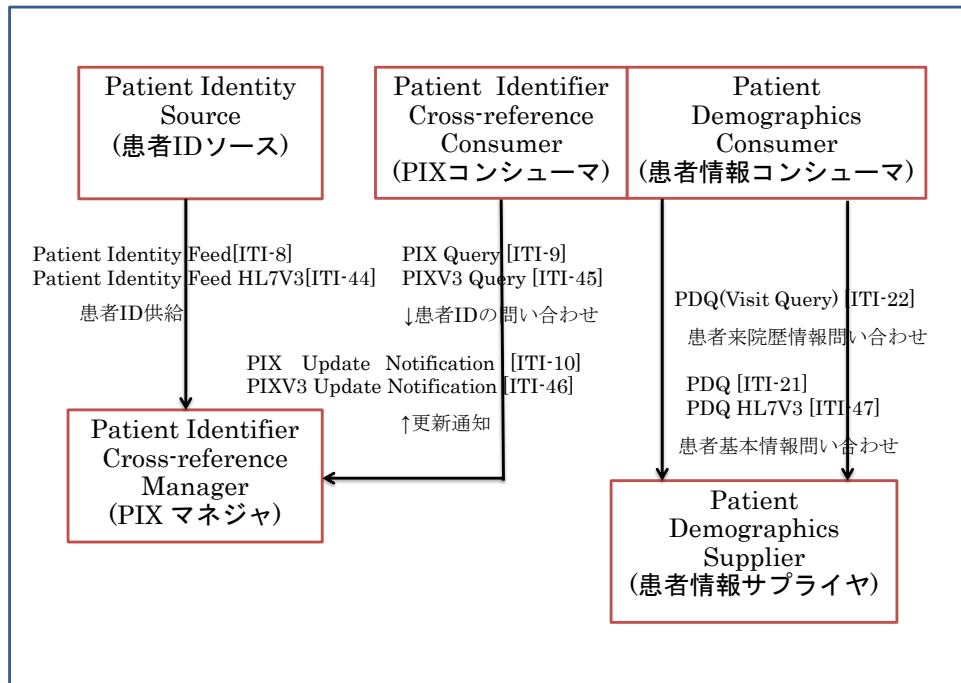 Patient Identity
Source
(患者IDソース)
Patient Identifier
Cross-reference
Consumer
(PIXコンシューマ)
Patient
Demographics
Consumer
(患者情報コンシューマ)
Patient Identity Feed[ITI-8]
Patient Identity Feed HL7V3[ITI-44]
患者ID供給
PIX Query [ITI-9]
PIXV3 Query [ITI-45]
↓患者IDの問い合わせ
PIX Update Notification [ITI-10]
PIXV3 Update Notification [ITI-46]
↑更新通知
PDQ(Visit Query) [ITI-22]
患者来院歴情報問い合わせ
PDQ [ITI-21]
PDQ HL7V3 [ITI-47]
患者基本情報問い合わせ
Patient Identifier
Cross-reference
Manager
(PIX マネジャ)
Patient
Demographics
Supplier
(患者情報サプライヤ)